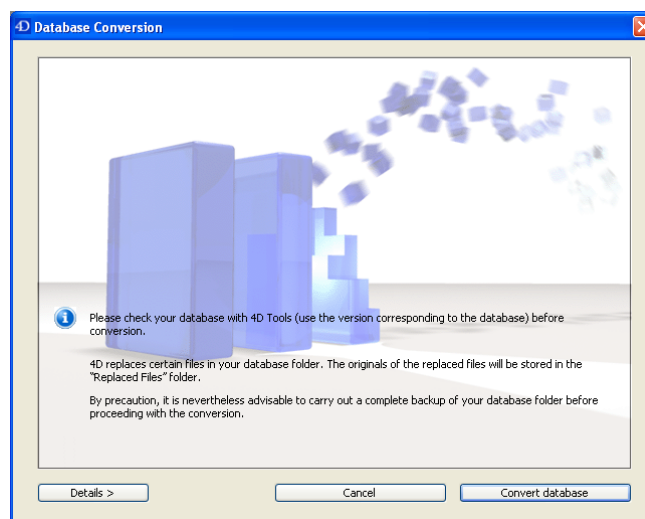 4D Database Conversion
Please check your database with 4D Tools (use the version corresponding to the database) before
conversion.
4D replaces certain files in your database folder. The originals of the replaced files will be stored in the
"Replaced Files" folder.
By precaution, it is nevertheless advisable to carry out a complete backup of your database folder before
proceeding with the conversion.
Details > Cancel Convert database